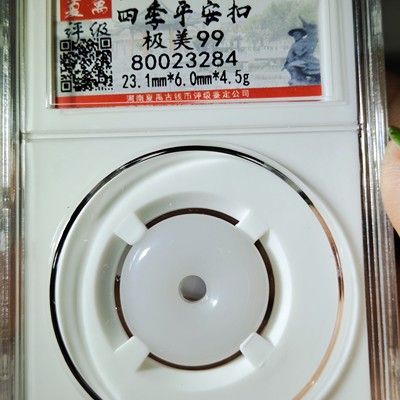 夏禹
评级
四季平安扣
极美99
80023284
23.1mm*6.0mm*4.5g
河南夏禹古钱币评级鉴定公司